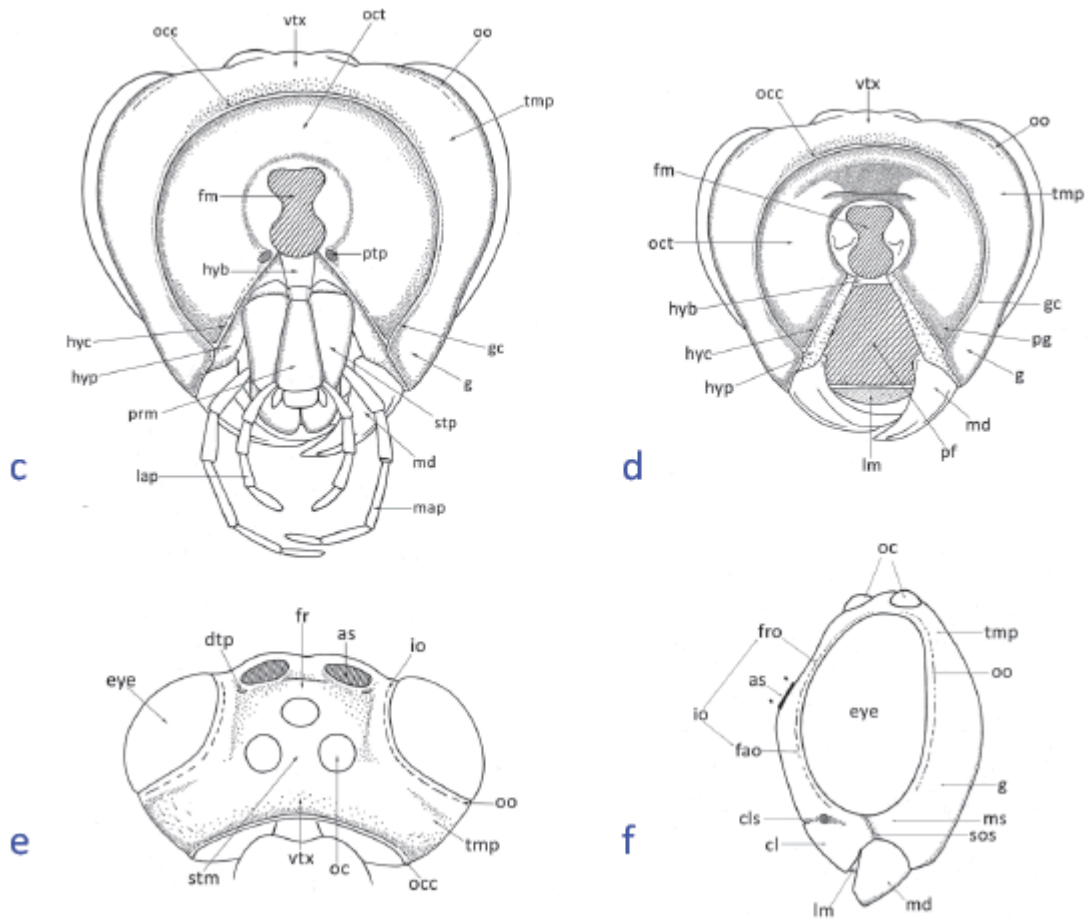 occ
vtx
oct
oo
tmp
fm
ptp
hyb
hyc
hyp
gc
g
prm
stp
md
lap
map
c
vtx
occ
oo
fm
tmp
oct
hyb
gc
hyc
pg
hyp
g
md
lm
pf
d
fr
dtp
as
io
eye
oo
tmp
stm
vtx
oc
occ
e
oc
fro
tmp
as
oo
io
eye
fao
g
cls
ms
sos
cl
lm
md
f